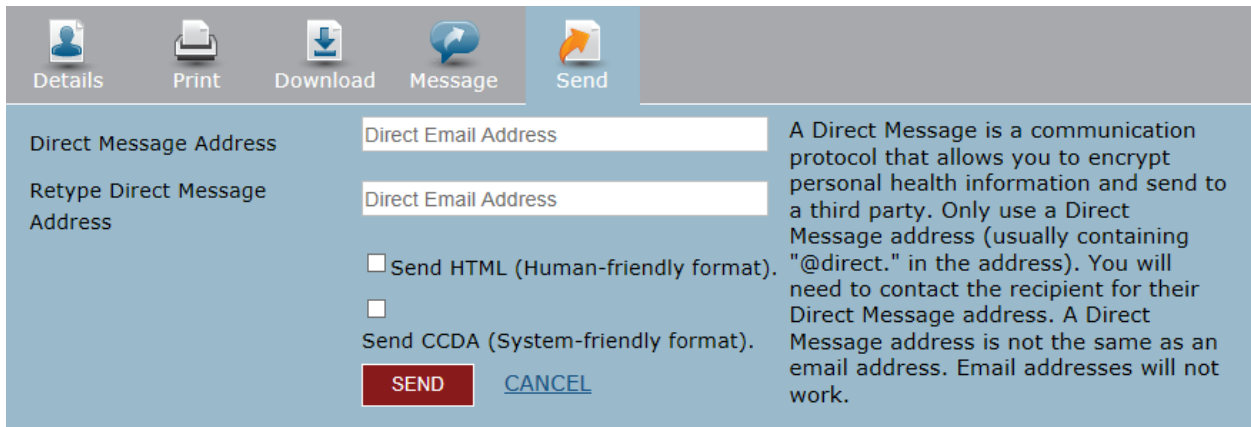 Details Print Download Message Send
Direct Message Address
Direct Email Address
Retype Direct Message
Address
Direct Email Address
Send HTML (Human-friendly format).
Send CCDA (System-friendly format).
SEND CANCEL
A Direct Message is a communication
protocol that allows you to encrypt
personal health information and send to
a third party. Only use a Direct
Message address (usually containing
"@direct." in the address). You will
need to contact the recipient for their
Direct Message address. A Direct
Message address is not the same as an
email address. Email addresses will not
work.